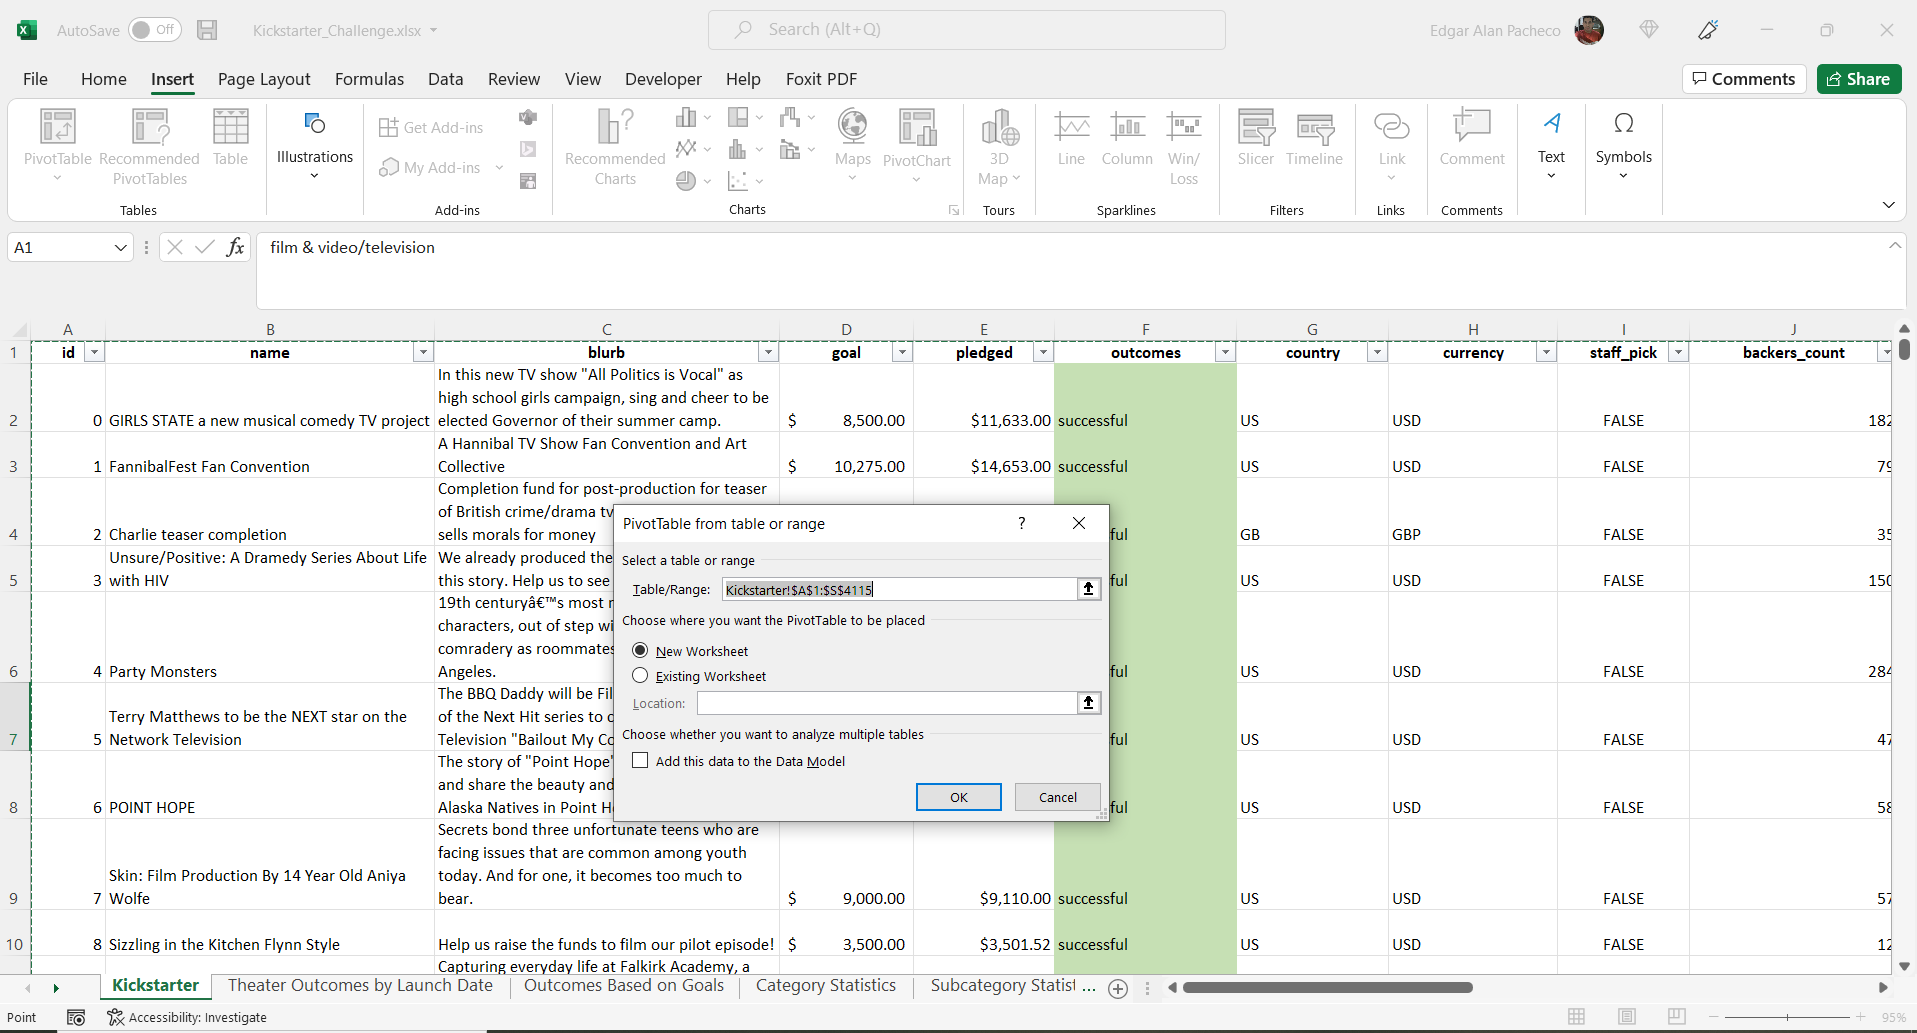 AutoSave Off Kickstarter_Challenge.xlsx Search (Alt+Q) Edgar Alan Pacheco
File Home Insert Page Layout Formulas Data Review View Developer Help Foxit PDF Comments Share
PivotTable
Recommended PivotTables
Table
Tables
Illustrations
Get Add-ins
My Add-ins
Add-ins
Recommended Charts
Maps
PivotChart
Charts
3D Map
Tours
Line
Column
Win/ Loss
Sparklines
Slicer
Timeline
Filters
Link
Links
Comment
Comments
Text
Ω
Symbols
A1 fx film & video/television
A B C D E F G H I J
1 id name blurb goal pledged outcomes country currency staff_pick backers_count
In this new TV show "All Politics is Vocal" as
high school girls campaign, sing and cheer to be
2 0 GIRLS STATE a new musical comedy TV project elected Governor of their summer camp. $ 8,500.00 $11,633.00 successful US USD FALSE 182
A Hannibal TV Show Fan Convention and Art
3 1 FannibalFest Fan Convention Collective $ 10,275.00 $14,653.00 successful US USD FALSE 79
Completion fund for post-production for teaser
of British crime/drama tv
4 2 Charlie teaser completion sells morals for money ful GB GBP FALSE 35
Unsure/Positive: A Dramedy Series About Life We already produced the
5 3 with HIV this story. Help us to see ful US USD FALSE 150
19th centuryâ€™s most
characters, out of step wi
comradery as roommates
6 4 Party Monsters Angeles. ful US USD FALSE 284
The BBQ Daddy will be Fil
Terry Matthews to be the NEXT star on the of the Next Hit series to
7 5 Network Television Television "Bailout My Co ful US USD FALSE 47
The story of "Point Hope"
and share the beauty and
8 6 POINT HOPE Alaska Natives in Point H ful US USD FALSE 58
Secrets bond three unfortunate teens who are
facing issues that are common among youth
Skin: Film Production By 14 Year Old Aniya today. And for one, it becomes too much to
9 7 Wolfe bear. $ 9,000.00 $9,110.00 successful US USD FALSE 57
10 8 Sizzling in the Kitchen Flynn Style Help us raise the funds to film our pilot episode! $ 3,500.00 $3,501.52 successful US USD FALSE 12
Capturing everyday life at Falkirk Academy, a
PivotTable from table or range ?
Select a table or range
Table/Range: Kickstarter!$A$1:$S$4115
Choose where you want the PivotTable to be placed
New Worksheet
Existing Worksheet
Location:
Choose whether you want to analyze multiple tables
Add this data to the Data Model
OK Cancel
Kickstarter Theater Outcomes by Launch Date Outcomes Based on Goals Category Statistics Subcategory Statist ...
Point Accessibility: Investigate 95%